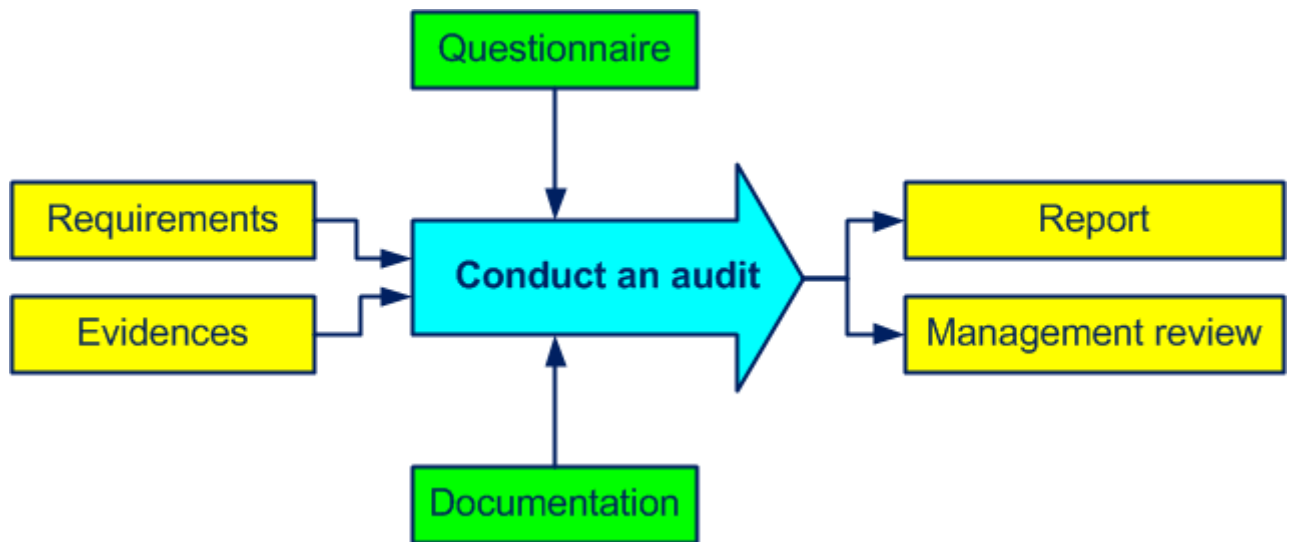 Questionnaire
Requirements
Evidences
Conduct an audit
Report
Management review
Documentation